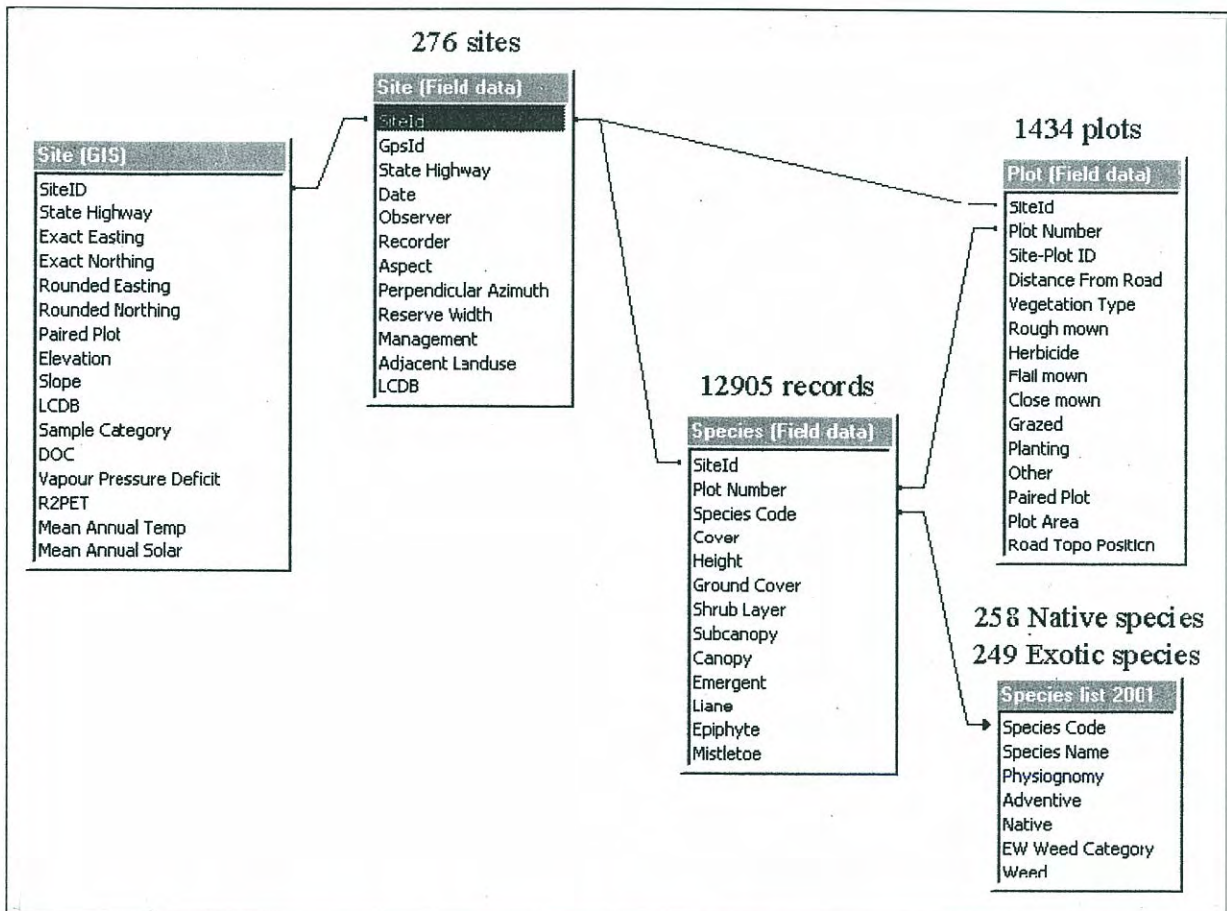 276 sites
Site (Field data)
SiteId
GpsId
State Highway
Date
Observer
Recorder
Aspect
Perpendicular Azimuth
Reserve Width
Management
Adjacent Landuse
LCDB
Site (GIS)
SiteID
State Highway
Exact Easting
Exact Northing
Rounded Easting
Rounded Northing
Paired Plot
Elevation
Slope
LCDB
Sample Category
DOC
Vapour Pressure Deficit
R2PET
Mean Annual Temp
Mean Annual Solar
1434 plots
Plot (Field data)
SiteId
Plot Number
Site-Plot ID
Distance From Road
Vegetation Type
Rough mown
Herbicide
Flail mown
Close mown
Grazed
Planting
Other
Paired Plot
Plot Area
Road Topo Position
12905 records
Species (Field data)
SiteId
Plot Number
Species Code
Cover
Height
Ground Cover
Shrub Layer
Subcanopy
Canopy
Emergent
Liane
Epiphyte
Mistletoe
258 Native species
249 Exotic species
Species list 2001
Species Code
Species Name
Physiognomy
Adventive
Native
EW Weed Category
Weed